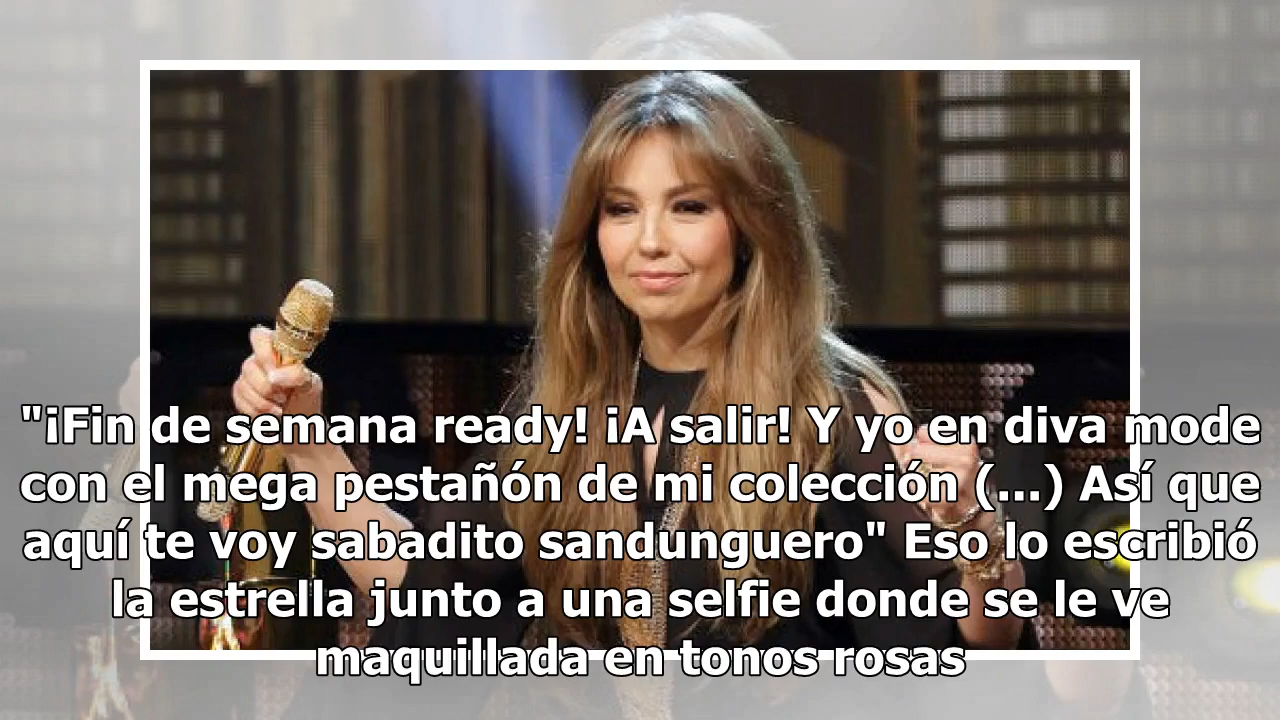 "¡Fin de semana ready! ¡A salir! Y yo en diva mode
con el mega pestañón de mi colección (...) Así que
aquí te voy sabadito sandunguero" Eso lo escribió
la estrella junto a una selfie donde se le ve
maquillada en tonos rosas